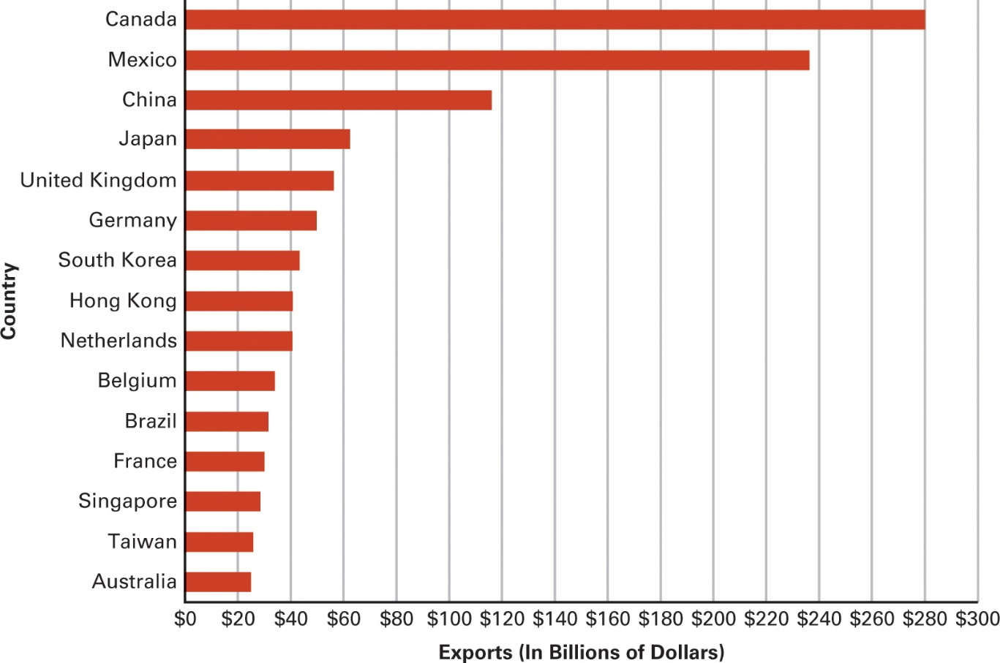 Canada
Mexico
China
Japan
United Kingdom
Germany
South Korea
Hong Kong
Netherlands
Belgium
Brazil
France
Singapore
Taiwan
Australia
Country
$0 $20 $40 $60 $80 $100 $120 $140 $160 $180 $200 $220 $240 $260 $280 $300
Exports (In Billions of Dollars)